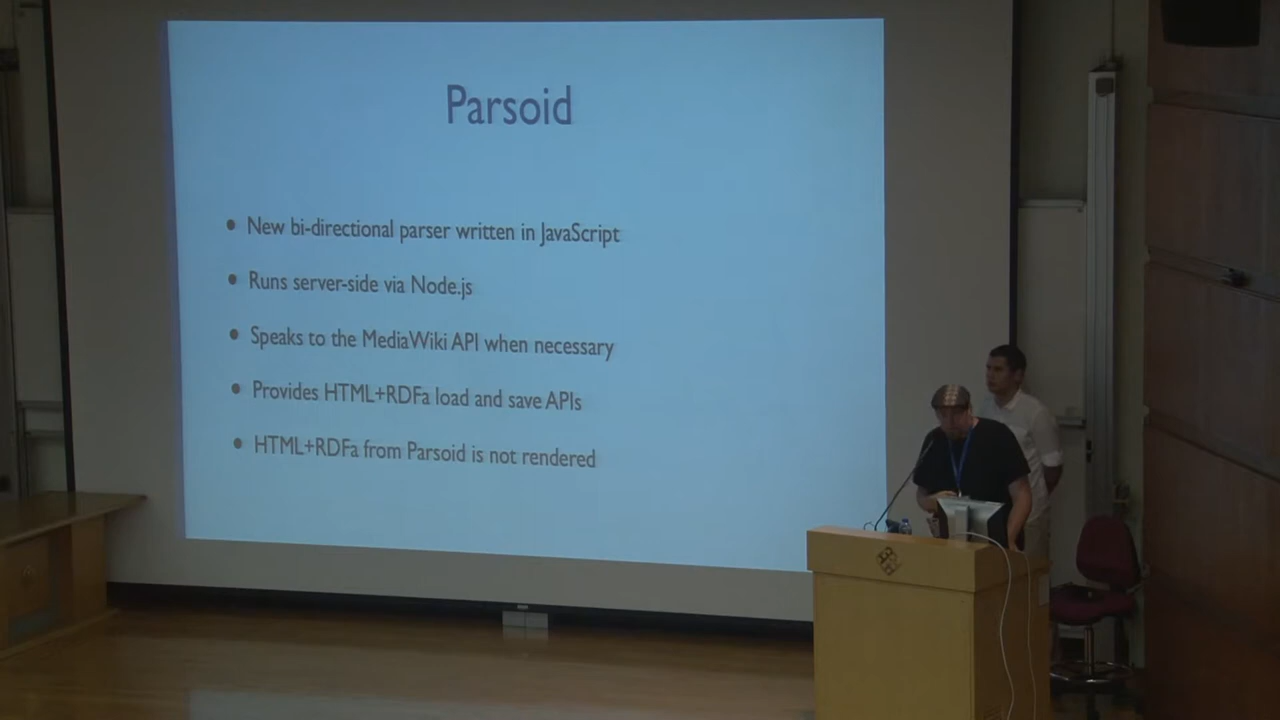 Parsoid
• New bi-directional parser written in JavaScript
• Runs server-side via Node.js
• Speaks to the MediaWiki API when necessary
• Provides HTML+RDFa load and save APIs
• HTML+RDFa from Parsoid is not rendered